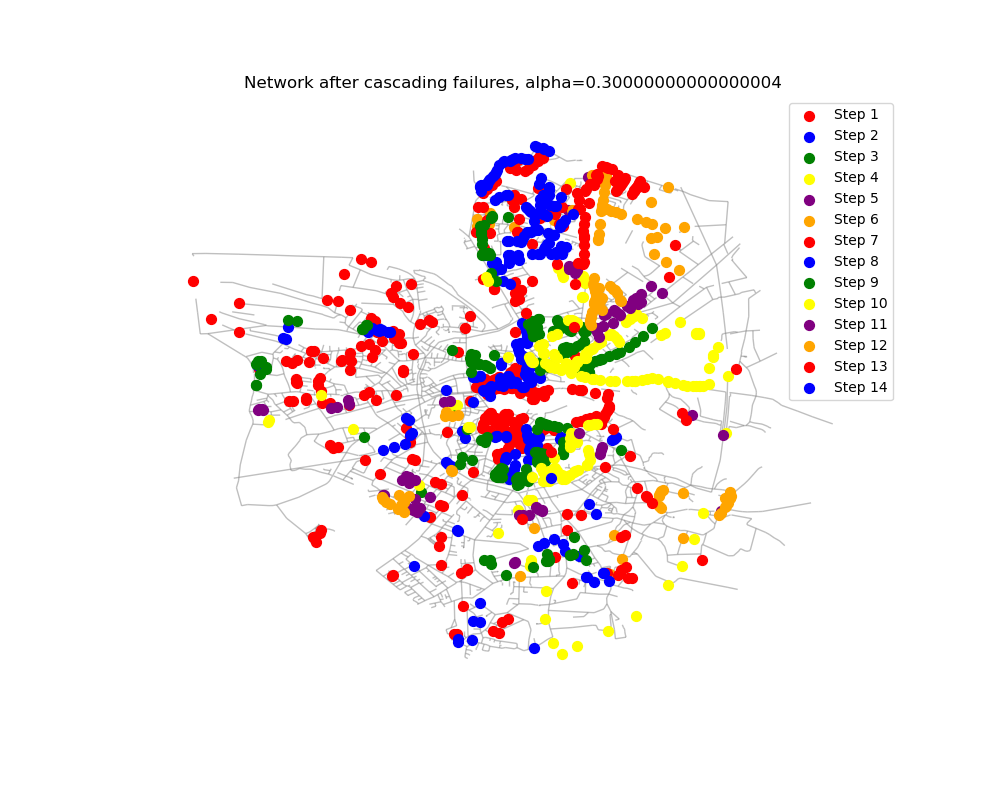 Network after cascading failures, alpha=0.30000000000000004
Step 1
Step 2
Step 3
Step 4
Step 5
Step 6
Step 7
Step 8
Step 9
Step 10
Step 11
Step 12
Step 13
Step 14